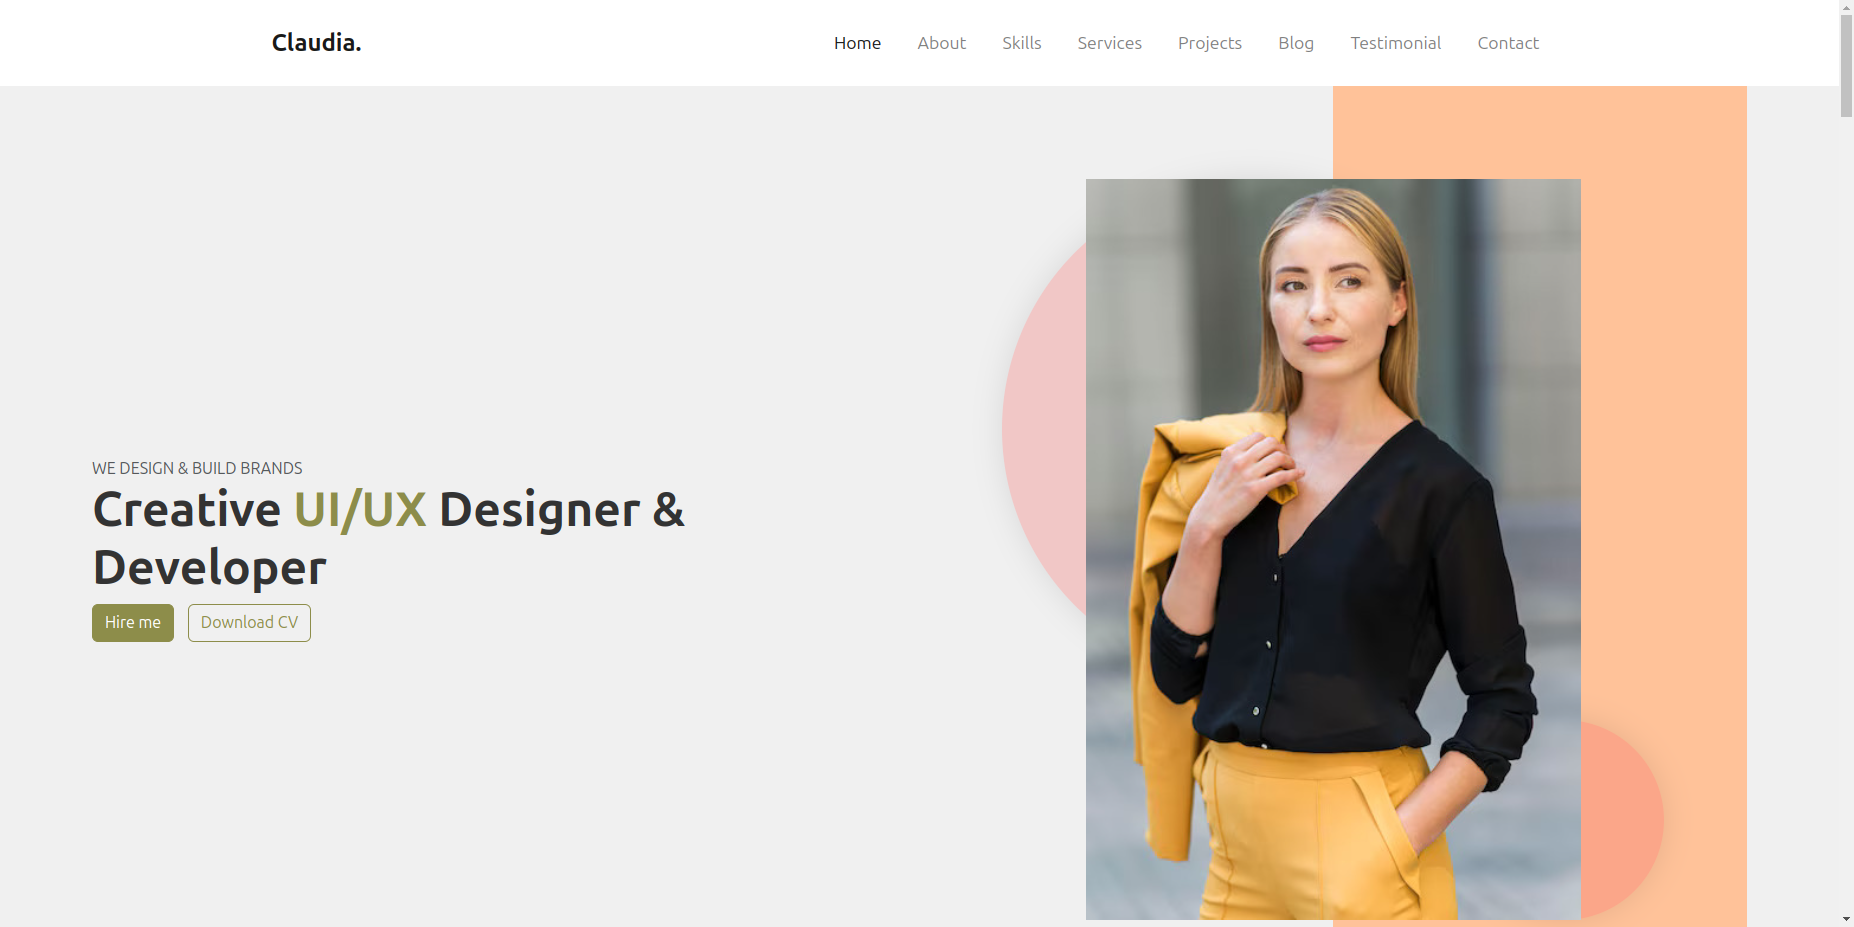 Claudia.
Home About Skills Services Projects Blog Testimonial Contact
WE DESIGN & BUILD BRANDS
Creative UI/UX Designer &
Developer
Hire me
Download CV